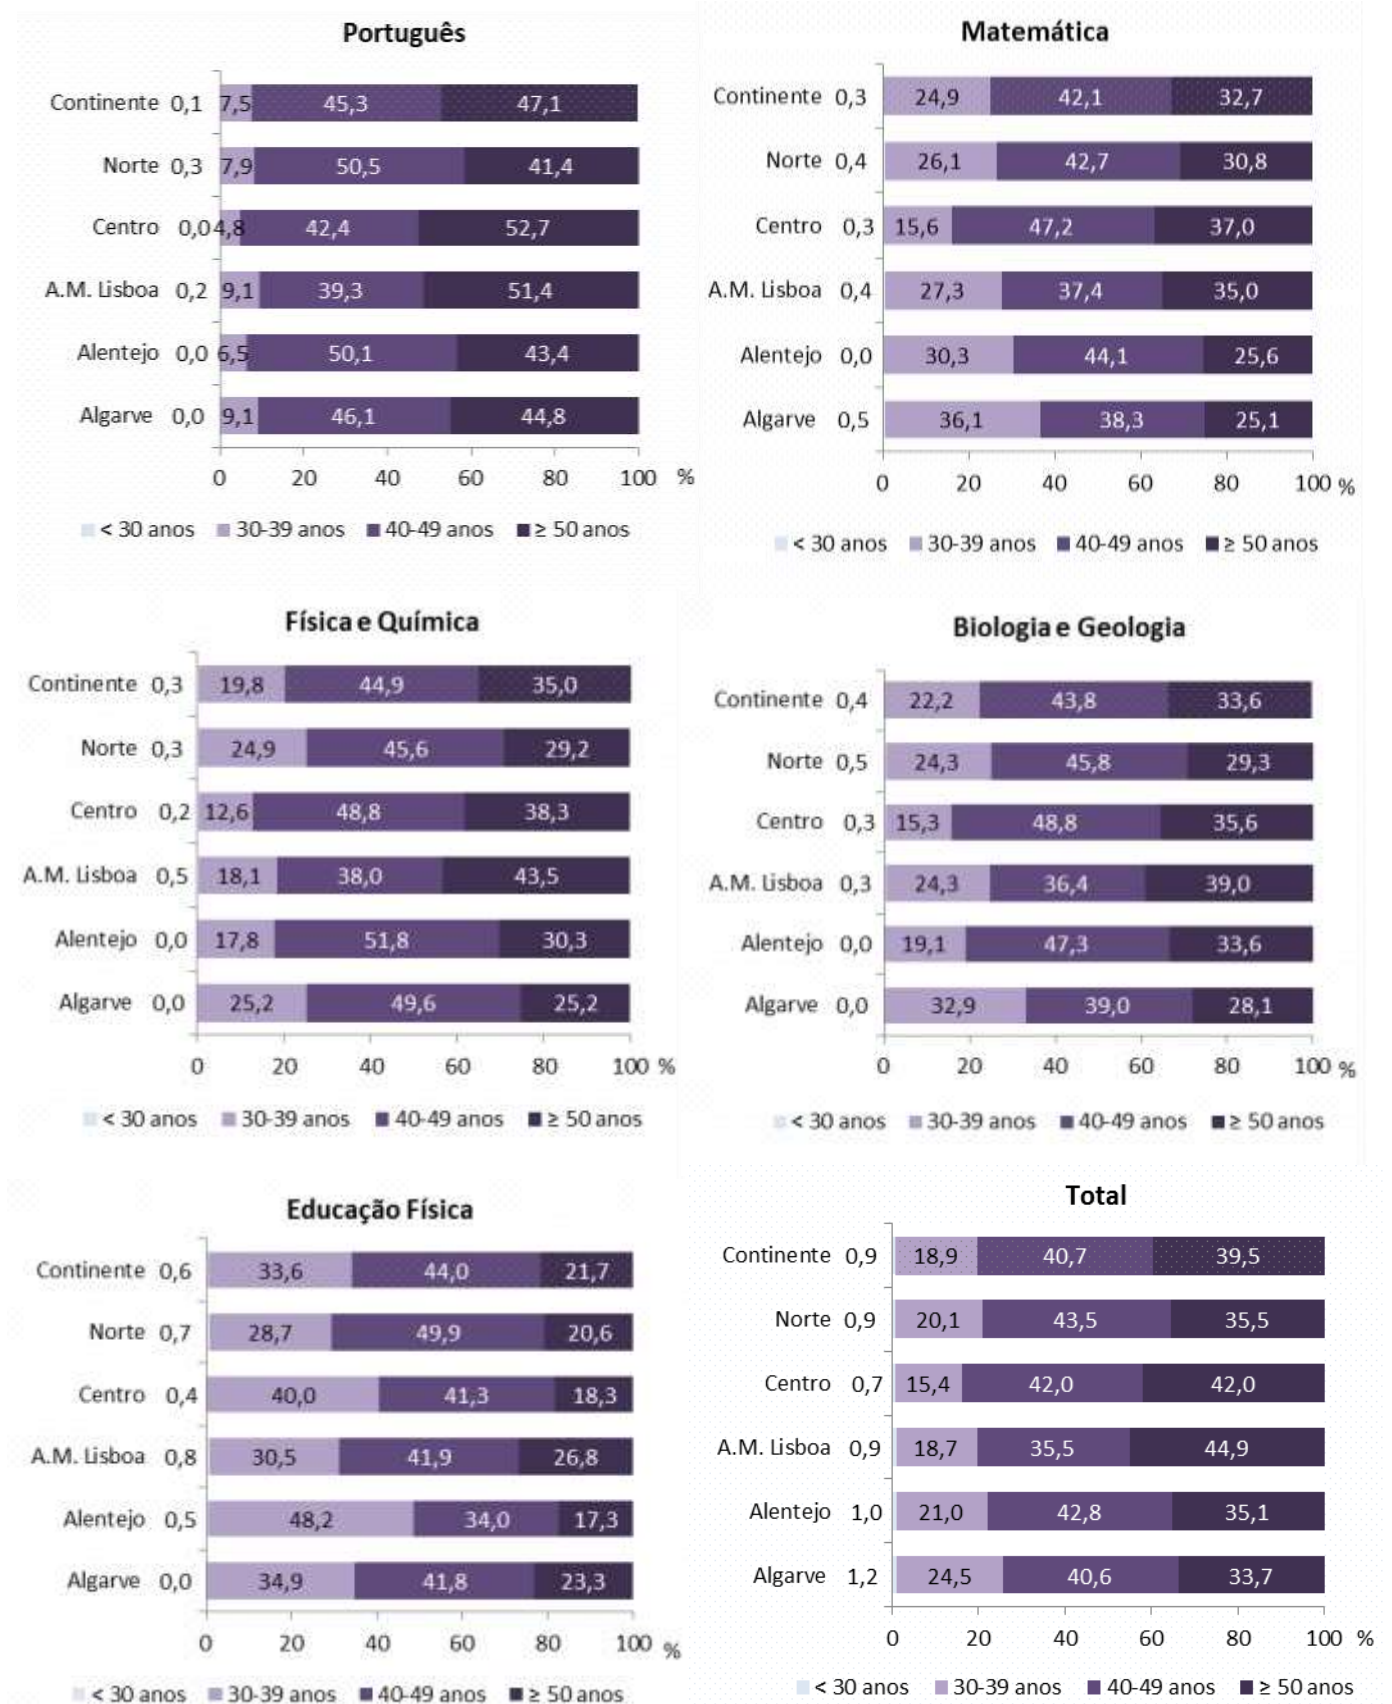 Português
Continente 0,1 7,5 45,3 47,1
Norte 0,3 7,9 50,5 41,4
Centro 0,0 4,8 42,4 52,7
A.M. Lisboa 0,2 9,1 39,3 51,4
Alentejo 0,0 6,5 50,1 43,4
Algarve 0,0 9,1 46,1 44,8
0 20 40 60 80 100 %
< 30 anos 30-39 anos 40-49 anos ≥ 50 anos
Matemática
Continente 0,3 24,9 42,1 32,7
Norte 0,4 26,1 42,7 30,8
Centro 0,3 15,6 47,2 37,0
A.M. Lisboa 0,4 27,3 37,4 35,0
Alentejo 0,0 30,3 44,1 25,6
Algarve 0,5 36,1 38,3 25,1
0 20 40 60 80 100 %
< 30 anos 30-39 anos 40-49 anos ≥ 50 anos
Física e Química
Continente 0,3 19,8 44,9 35,0
Norte 0,3 24,9 45,6 29,2
Centro 0,2 12,6 48,8 38,3
A.M. Lisboa 0,5 18,1 38,0 43,5
Alentejo 0,0 17,8 51,8 30,3
Algarve 0,0 25,2 49,6 25,2
0 20 40 60 80 100 %
< 30 anos 30-39 anos 40-49 anos ≥ 50 anos
Biologia e Geologia
Continente 0,4 22,2 43,8 33,6
Norte 0,5 24,3 45,8 29,3
Centro 0,3 15,3 48,8 35,6
A.M. Lisboa 0,3 24,3 36,4 39,0
Alentejo 0,0 19,1 47,3 33,6
Algarve 0,0 32,9 39,0 28,1
0 20 40 60 80 100 %
< 30 anos 30-39 anos 40-49 anos ≥ 50 anos
Educação Física
Continente 0,6 33,6 44,0 21,7
Norte 0,7 28,7 49,9 20,6
Centro 0,4 40,0 41,3 18,3
A.M. Lisboa 0,8 30,5 41,9 26,8
Alentejo 0,5 48,2 34,0 17,3
Algarve 0,0 34,9 41,8 23,3
0 20 40 60 80 100 %
< 30 anos 30-39 anos 40-49 anos ≥ 50 anos
Total
Continente 0,9 18,9 40,7 39,5
Norte 0,9 20,1 43,5 35,5
Centro 0,7 15,4 42,0 42,0
A.M. Lisboa 0,9 18,7 35,5 44,9
Alentejo 1,0 21,0 42,8 35,1
Algarve 1,2 24,5 40,6 33,7
0 20 40 60 80 100 %
< 30 anos 30-39 anos 40-49 anos ≥ 50 anos